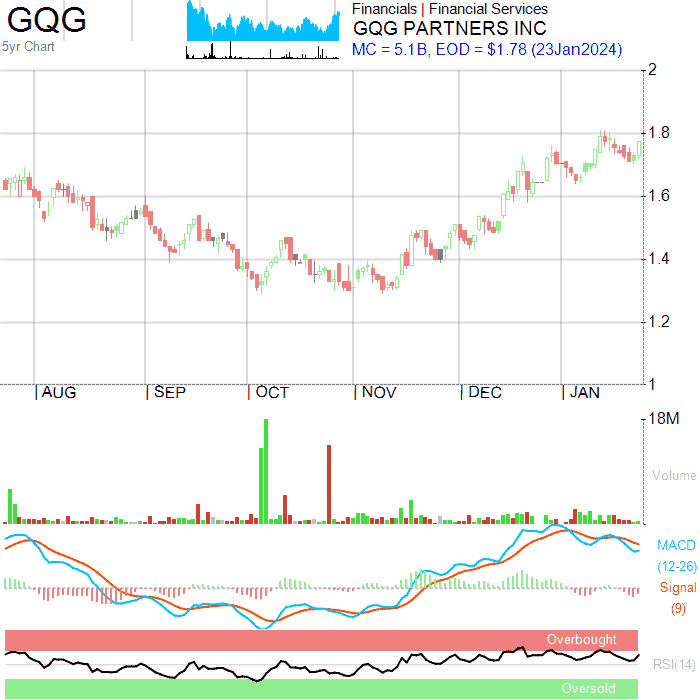 GQG
5yr Chart
Financials | Financial Services
GQG PARTNERS INC
MC = 5.1B, EOD = $1.78 (23Jan2024)
2
1.8
1.6
1.4
1.2
1
| AUG | SEP | OCT | NOV | DEC | JAN
18M
Volume
MACD
(12-26)
Signal
(9)
Overbought
RSI(14)
Oversold